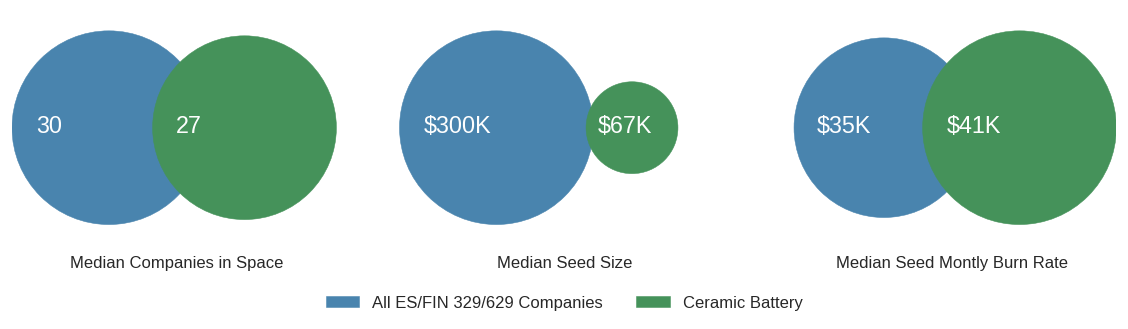 30
27
$300K
$67K
$35K
$41K
Median Companies in Space
Median Seed Size
Median Seed Montly Burn Rate
All ES/FIN 329/629 Companies
Ceramic Battery